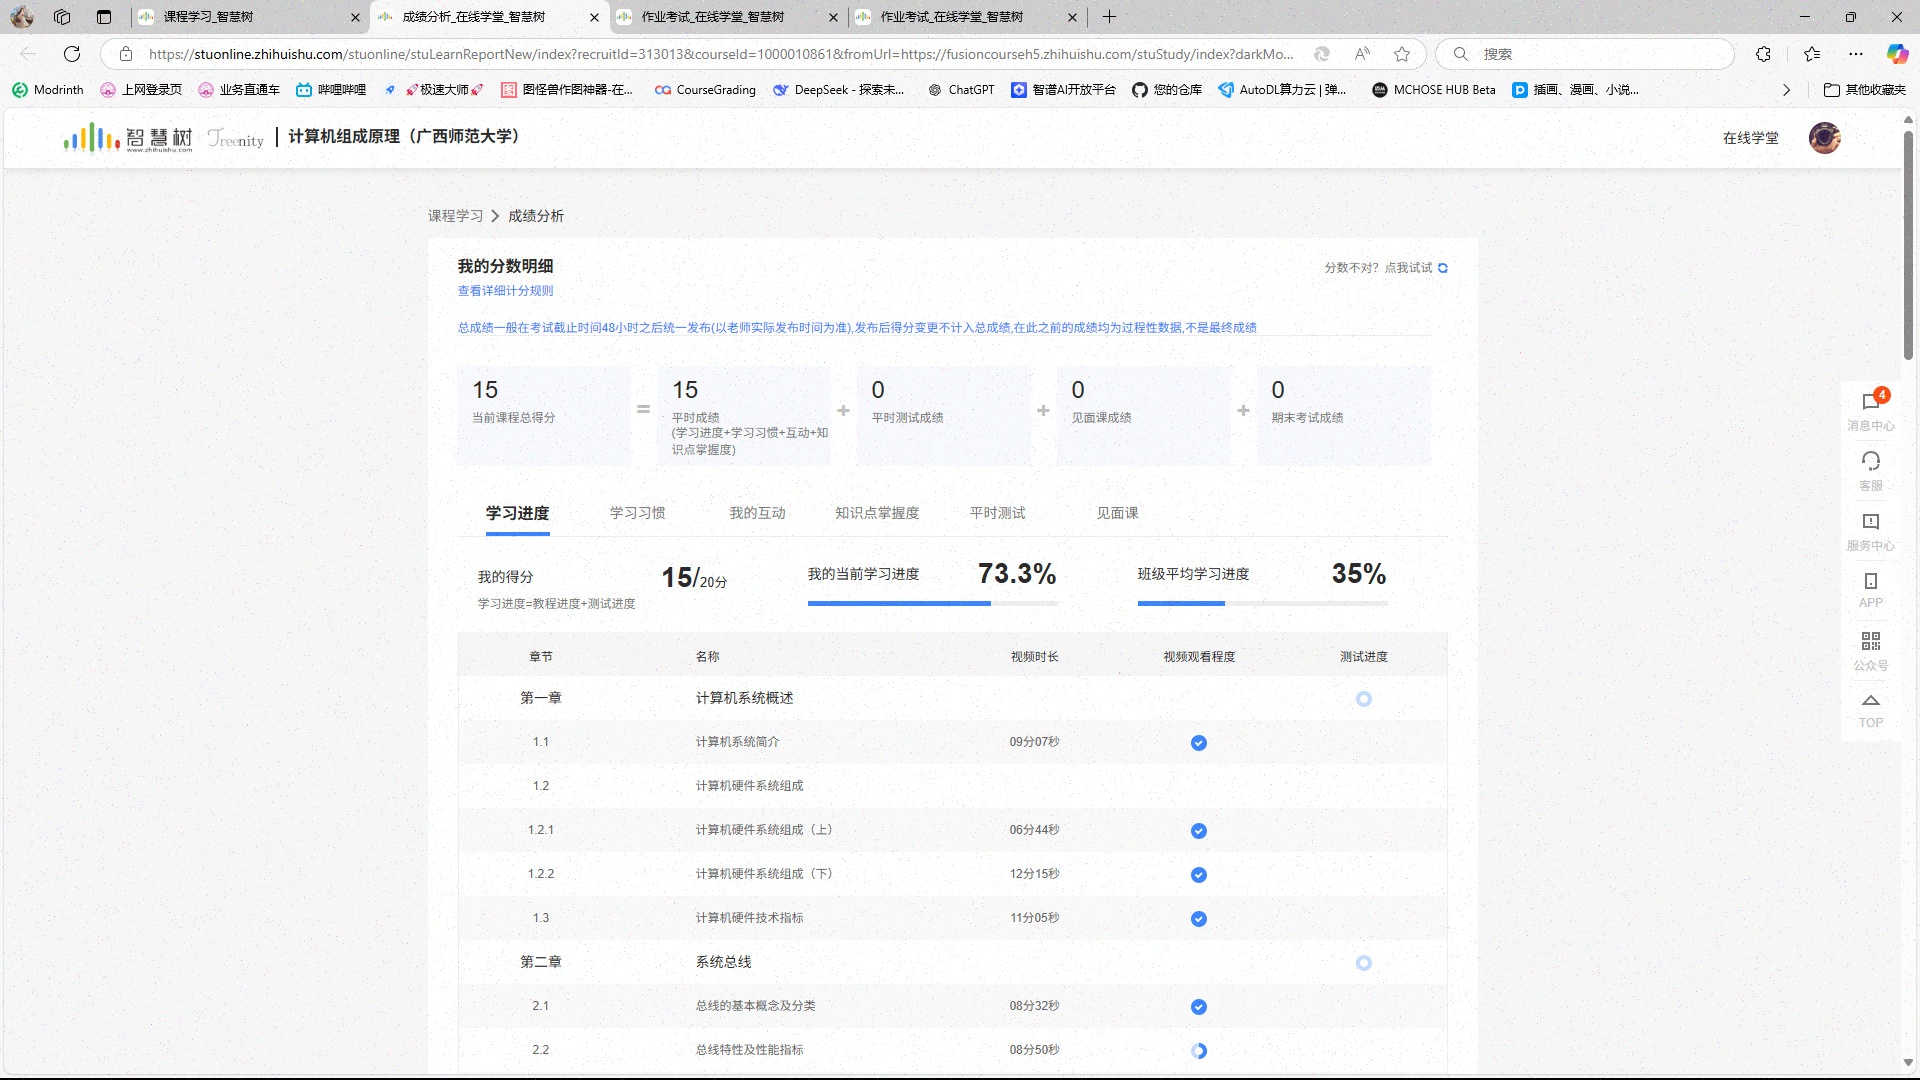 课程学习_智慧树
成绩分析_在线学堂_智慧树
作业考试_在线学堂_智慧树
作业考试_在线学堂_智慧树
https://stuonline.zhihuishu.com/stuonline/stuLearnReportNew/index?recruitId=313013&courseId=1000010861&fromUrl=https://fusioncourseh5.zhihuishu.com/stuStudy/index?darkMo...
搜索
Modrinth
上网登录页
业务直通车
哔哩哔哩
🚀极速大师🚀
图怪兽作图神器-在...
CourseGrading
DeepSeek - 探索未...
ChatGPT
智谱AI开放平台
您的仓库
AutoDL算力云 | 弹...
MCHOSE HUB Beta
插画、漫画、小说...
其他收藏夹
智慧树
www.zhihuishu.com
Treenity
计算机组成原理（广西师范大学）
在线学堂
课程学习 > 成绩分析
我的分数明细
分数不对？点我试试
查看详细计分规则
总成绩一般在考试截止时间48小时之后统一发布(以老师实际发布时间为准),发布后得分变更不计入总成绩,在此之前的成绩均为过程性数据,不是最终成绩
15
当前课程总得分
=
15
平时成绩
(学习进度+学习习惯+互动+知
识点掌握度)
+
0
平时测试成绩
+
0
见面课成绩
+
0
期末考试成绩
学习进度 学习习惯 我的互动 知识点掌握度 平时测试 见面课
我的得分 15/20分
学习进度=教程进度+测试进度
我的当前学习进度 73.3%
班级平均学习进度 35%
章节 名称 视频时长 视频观看程度 测试进度
第一章 计算机系统概述
1.1 计算机系统简介 09分07秒
1.2 计算机硬件系统组成
1.2.1 计算机硬件系统组成（上） 06分44秒
1.2.2 计算机硬件系统组成（下） 12分15秒
1.3 计算机硬件技术指标 11分05秒
第二章 系统总线
2.1 总线的基本概念及分类 08分32秒
2.2 总线特性及性能指标 08分50秒
4
消息中心
客服
服务中心
APP
公众号
TOP